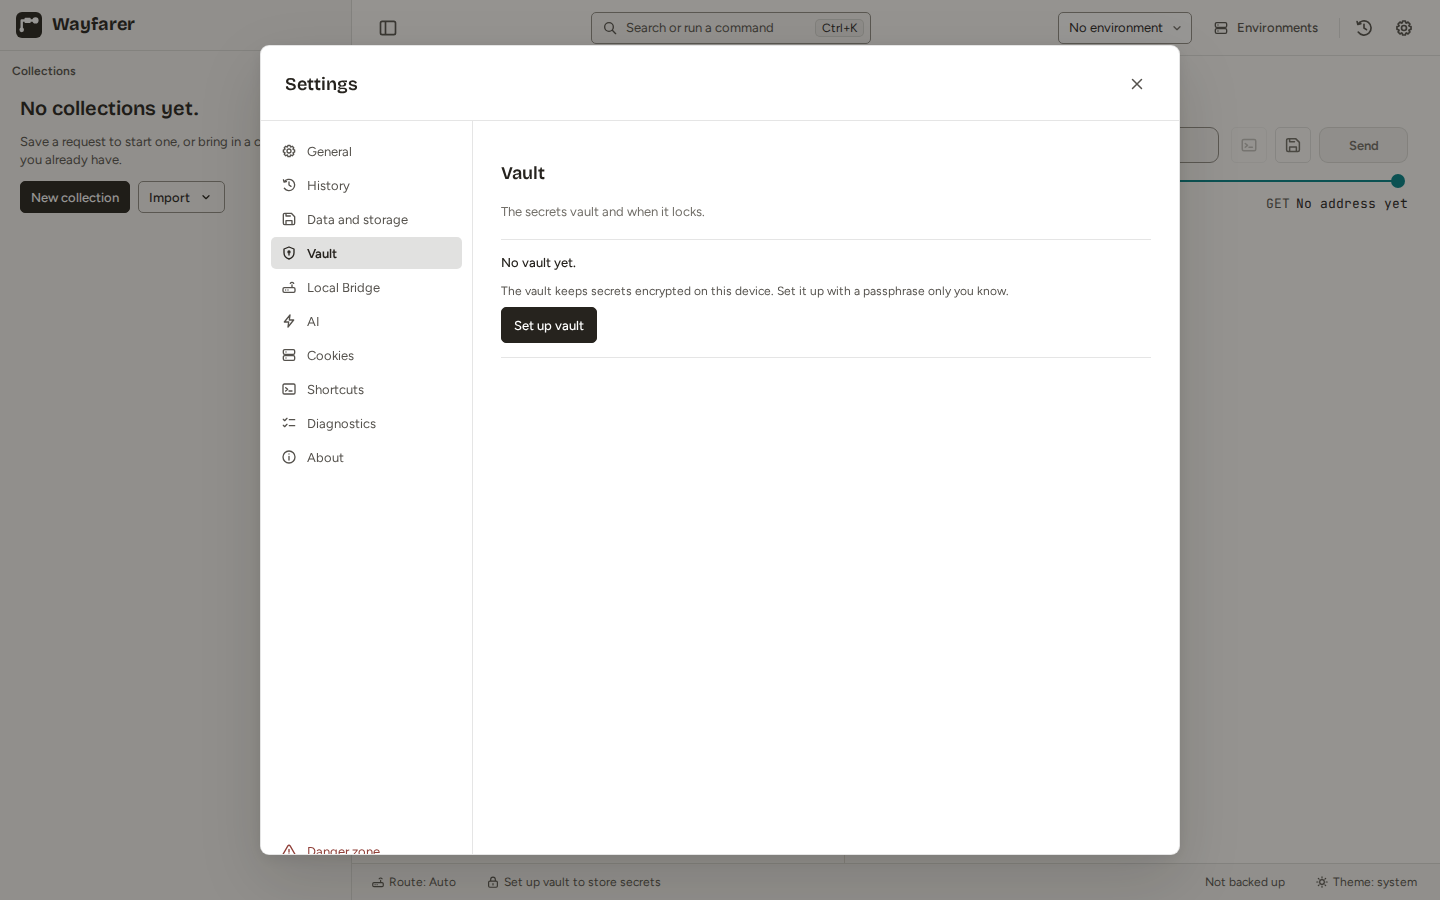 Wayfarer
Search or run a command
Ctrl+K
No environment
Environments
Collections
No collections yet.
Save a request to start one, or bring in a c
you already have.
New collection
Import
Settings
General
History
Data and storage
Vault
Local Bridge
AI
Cookies
Shortcuts
Diagnostics
About
Danger zone
Vault
The secrets vault and when it locks.
No vault yet.
The vault keeps secrets encrypted on this device. Set it up with a passphrase only you know.
Set up vault
Send
GET No address yet
Route: Auto
Set up vault to store secrets
Not backed up
Theme: system